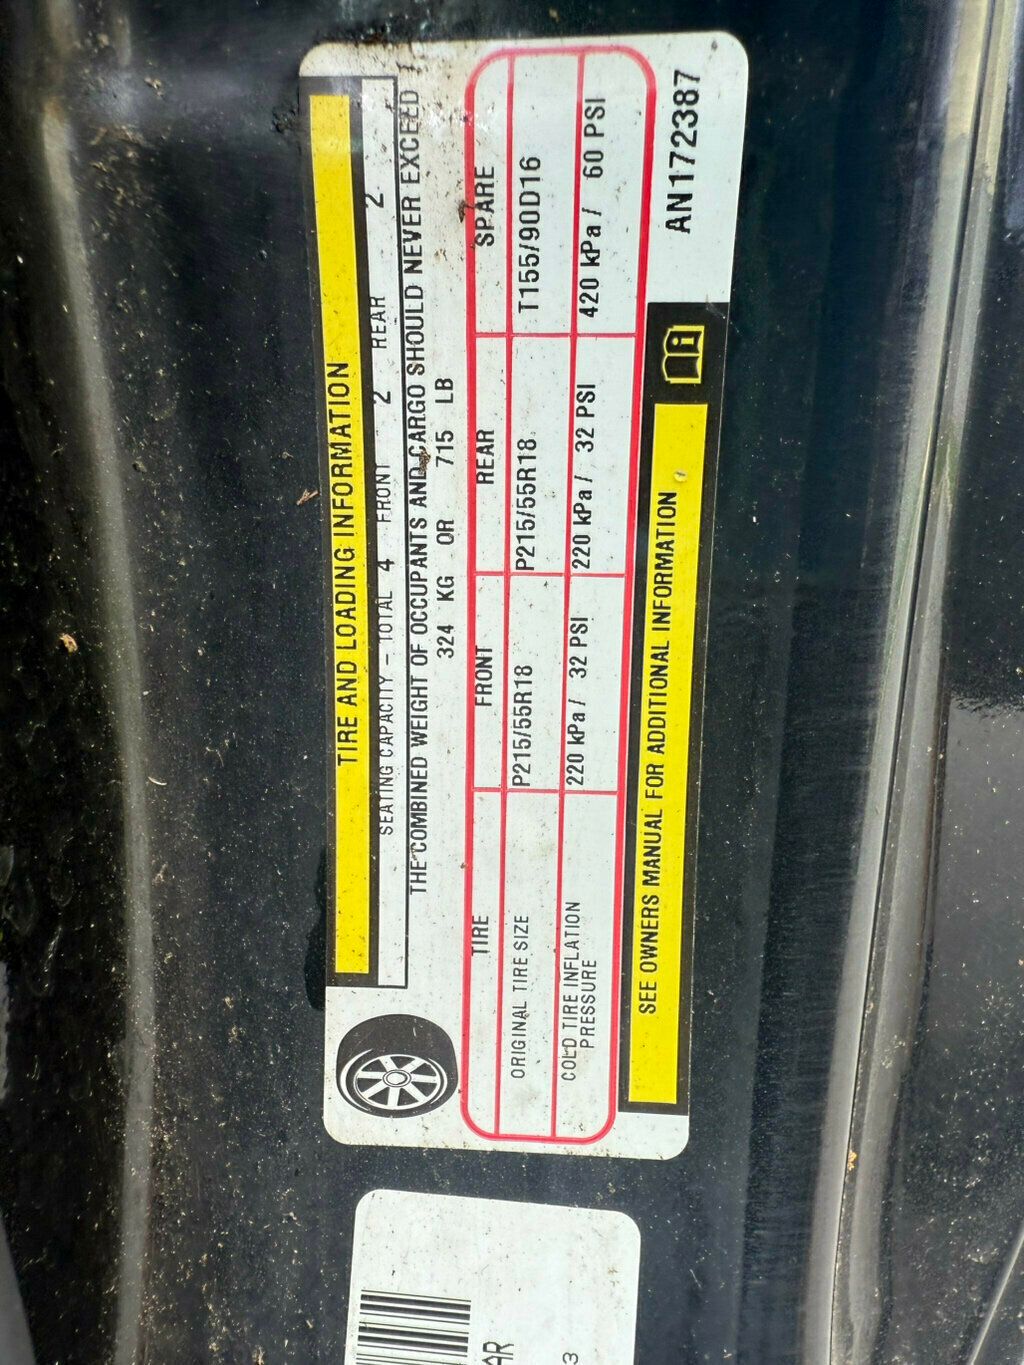 TIRE AND LOADING INFORMATION
SEATING CAPACITY - TOTAL 4 FRONT 2 REAR 2
THE COMBINED WEIGHT OF OCCUPANTS AND CARGO SHOULD NEVER EXCEED
324 KG OR 715 LB
TIRE FRONT REAR SPARE
ORIGINAL TIRE SIZE P215/55R18 P215/55R18 T155/90D16
COLD TIRE INFLATION PRESSURE 220 kPa / 32 PSI 220 kPa / 32 PSI 420 kPa / 60 PSI
SEE OWNERS MANUAL FOR ADDITIONAL INFORMATION
AN172387
AR
3